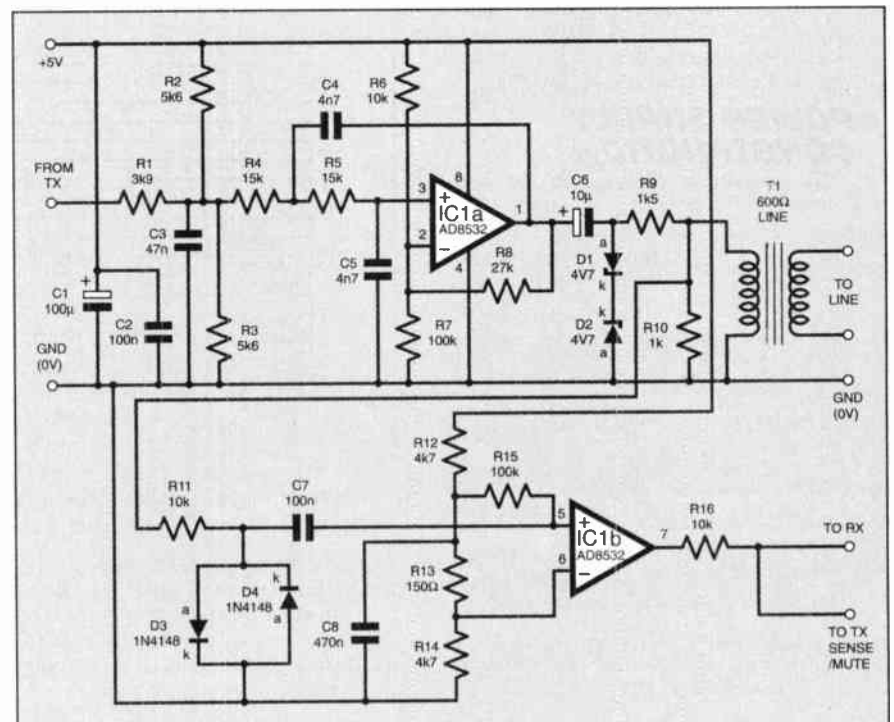 +5V
R2
5k6
C4
4n7
R6
10k
FROM
TX
R1
3k9
R4
15k
R5
15k
C3
47n
3
8
+
IC1a
AD8532
1
2
−
4
C6
10µ
+
R9
1k5
T1
600Ω
LINE
TO
LINE
R8
27k
a
D1
4V7
k
k
D2
4V7
a
C5
4n7
C1
100µ
+
C2
100n
R3
5k6
R7
100k
R10
1k
GND
(0V)
GND
(0V)
R12
4k7
R15
100k
R11
10k
C7
100n
5
+
IC1b
AD8532
7
6
−
R16
10k
TO RX
R13
150Ω
k
D4
1N4148
a
a
D3
1N4148
k
C8
470n
R14
4k7
TO TX
SENSE
/MUTE